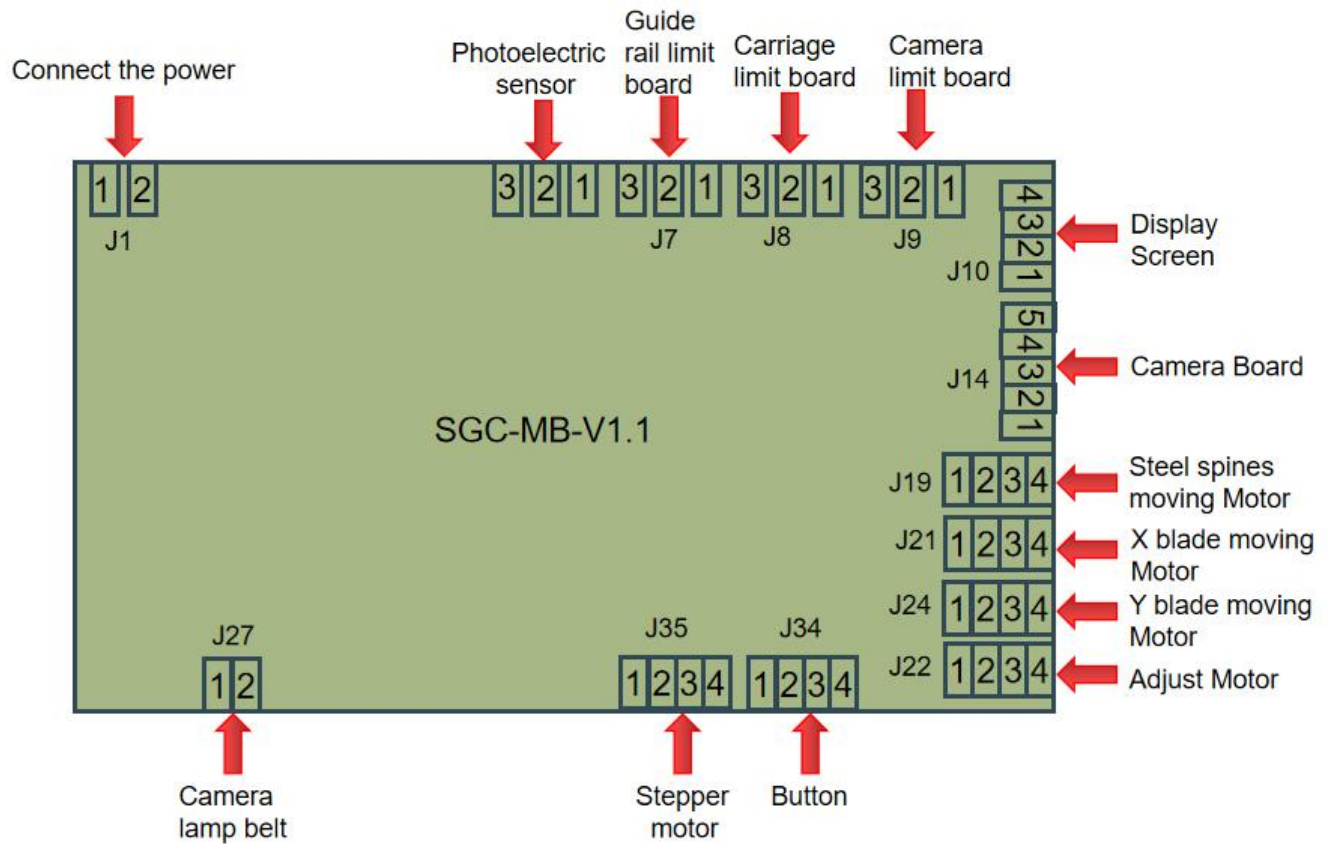 Connect the power
Photoelectric
sensor
Guide
rail limit
board
Carriage
limit board
Camera
limit board
1 2
J1
3 2 1
3 2 1
J7
3 2 1
J8
3 2 1
J9
4
3
2
1
J10
Display
Screen
5
4
3
2
1
J14
Camera Board
SGC-MB-V1.1
J19 1 2 3 4
Steel spines
moving Motor
J21 1 2 3 4
X blade moving
Motor
J24 1 2 3 4
Y blade moving
Motor
J22 1 2 3 4
Adjust Motor
J27
1 2
J35
1 2 3 4
J34
1 2 3 4
Camera
lamp belt
Stepper
motor
Button